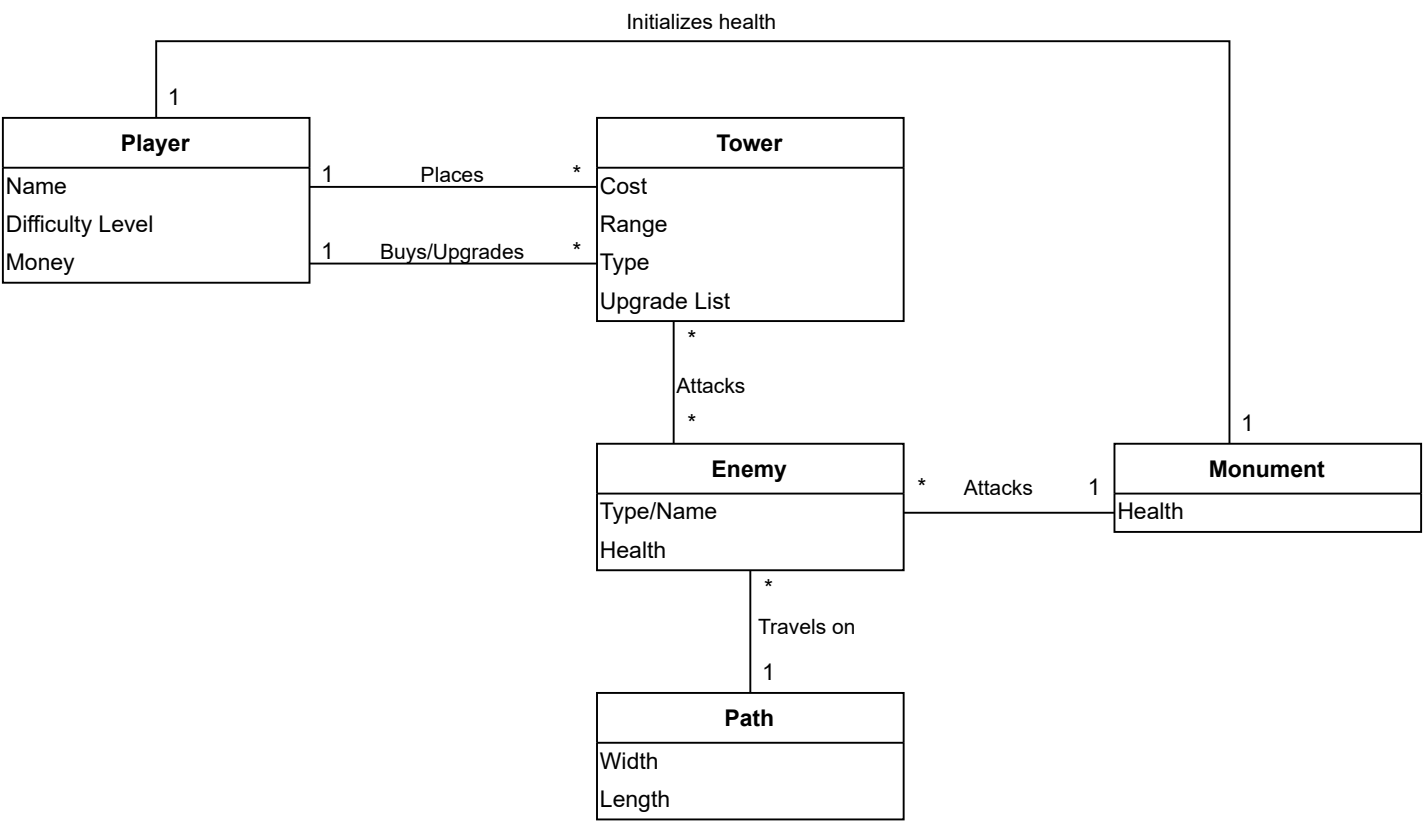 Initializes health
1
Player
Name
Difficulty Level
Money
1 Places *
1 Buys/Upgrades *
Tower
Cost
Range
Type
Upgrade List
*
Attacks
*
Enemy
Type/Name
Health
* Attacks 1
1
Monument
Health
*
Travels on
1
Path
Width
Length